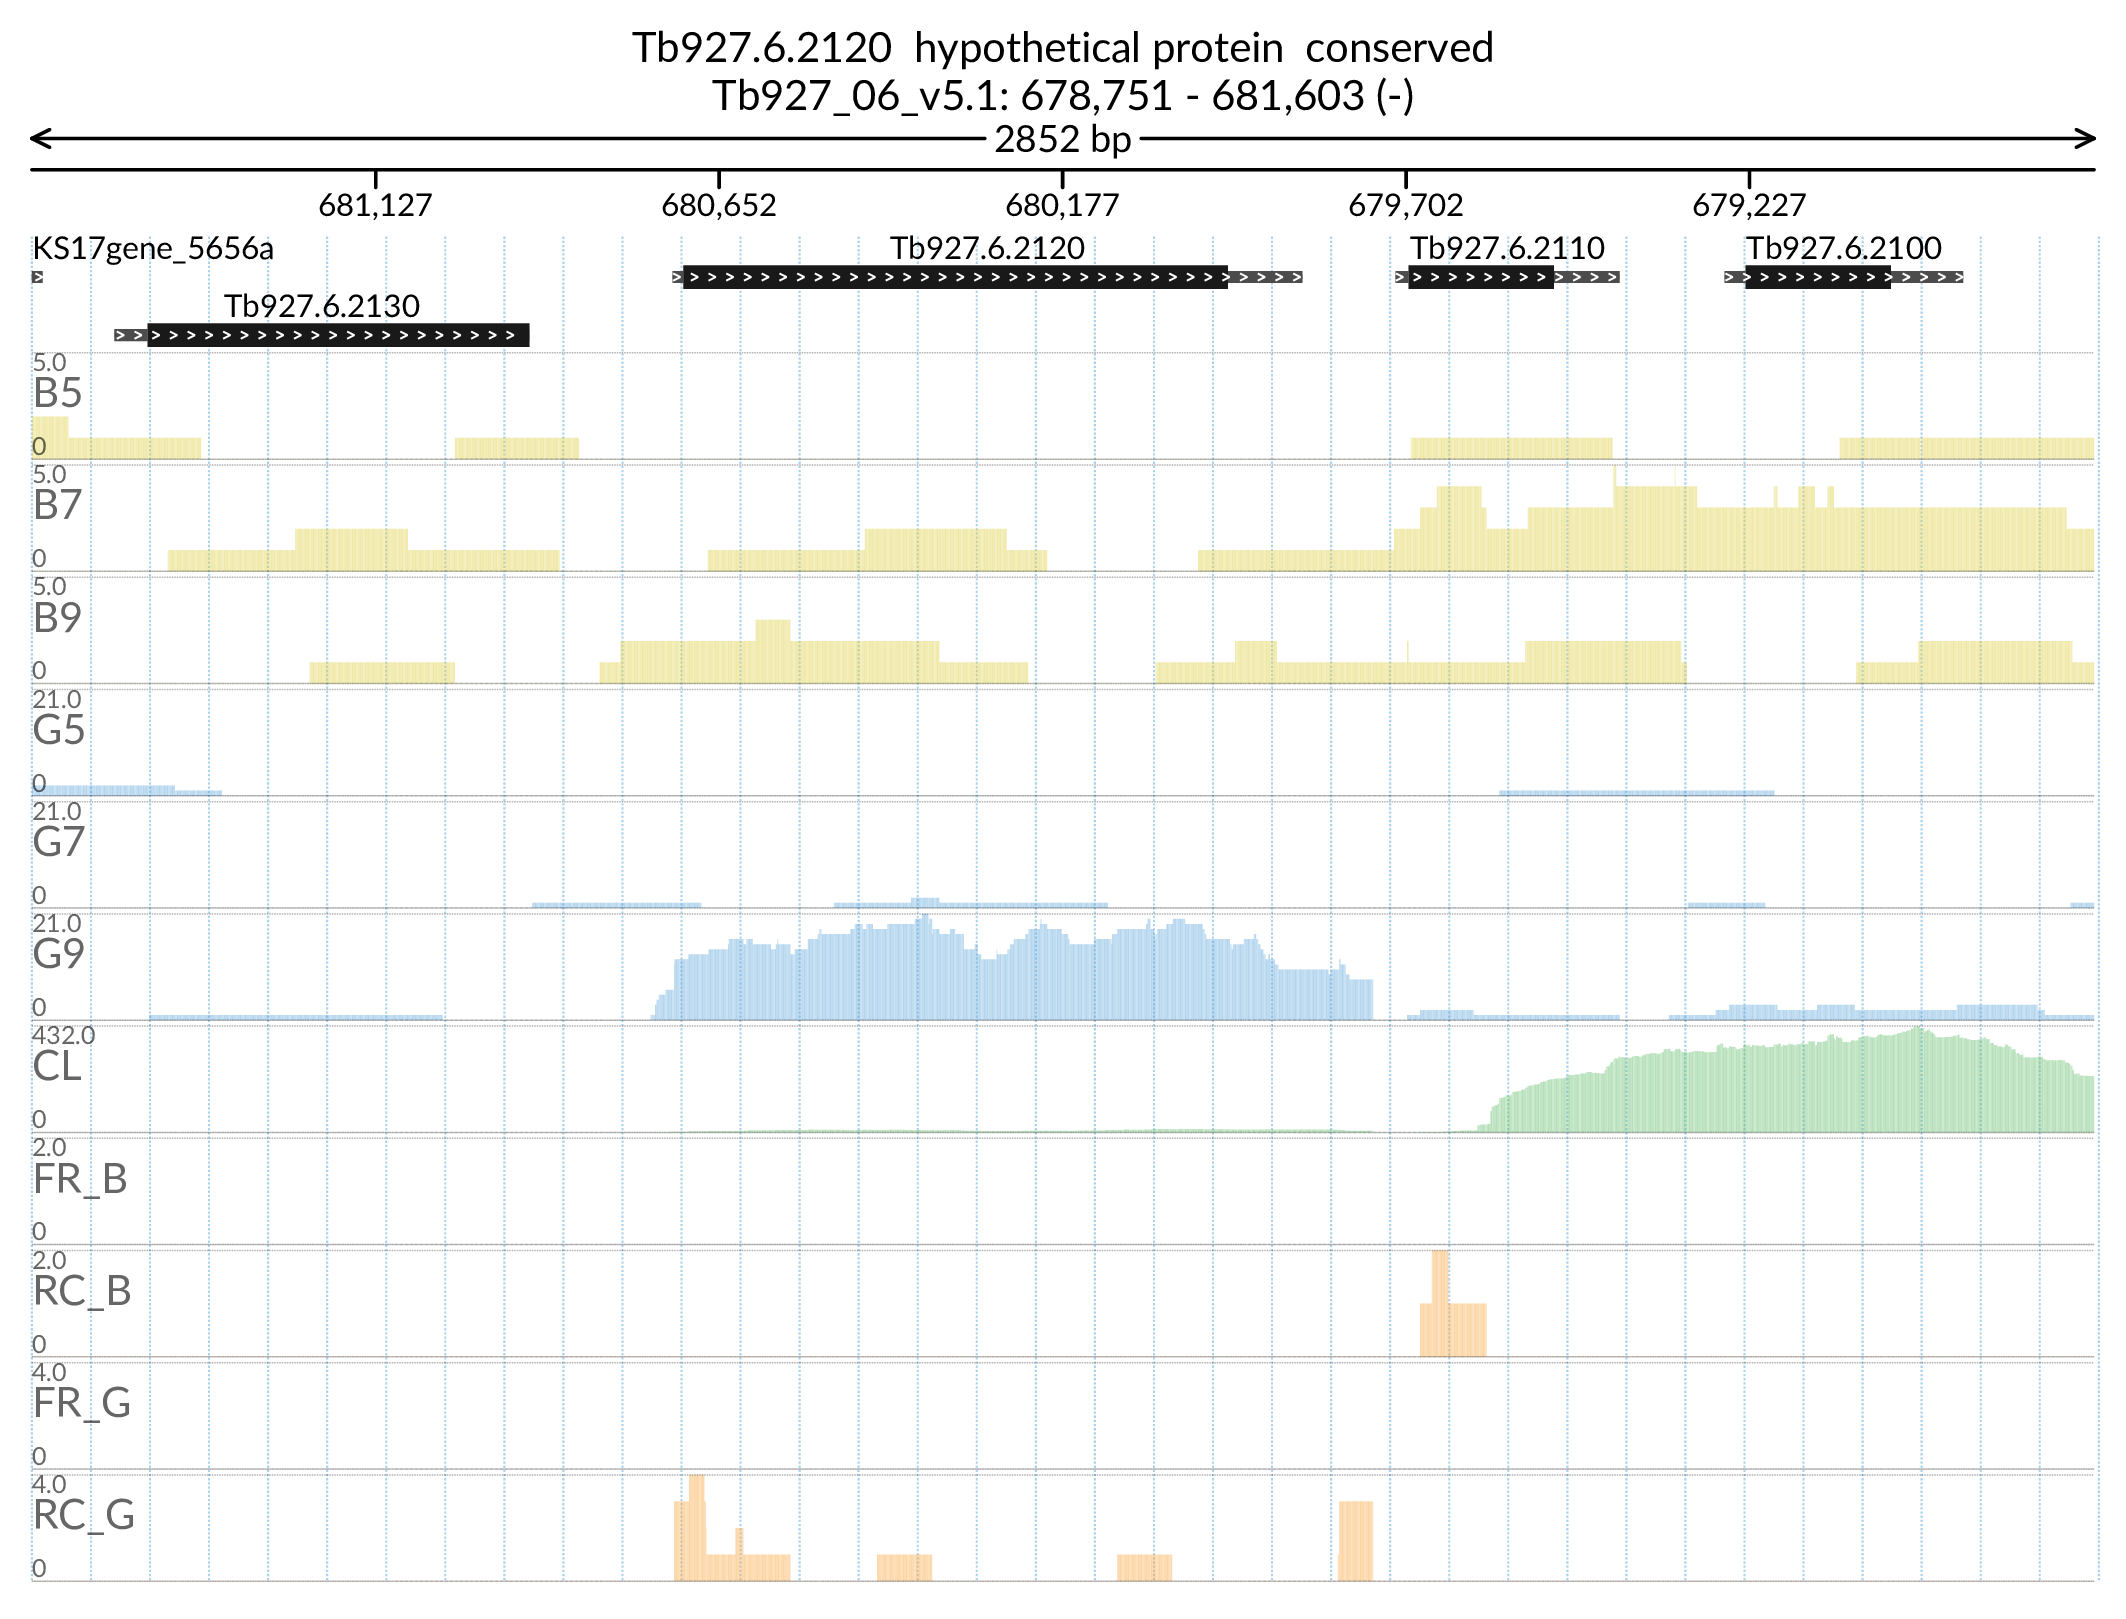 Tb927.6.2120 hypothetical protein conserved
Tb927_06_v5.1: 678,751 - 681,603 (-)
2852 bp
681,127 680,652 680,177 679,702 679,227
KS17gene_5656a Tb927.6.2120 Tb927.6.2110 Tb927.6.2100
Tb927.6.2130
5.0
B5
0
5.0
B7
0
5.0
B9
0
21.0
G5
0
21.0
G7
0
21.0
G9
0
432.0
CL
0
2.0
FR_B
0
2.0
RC_B
0
4.0
FR_G
0
4.0
RC_G
0